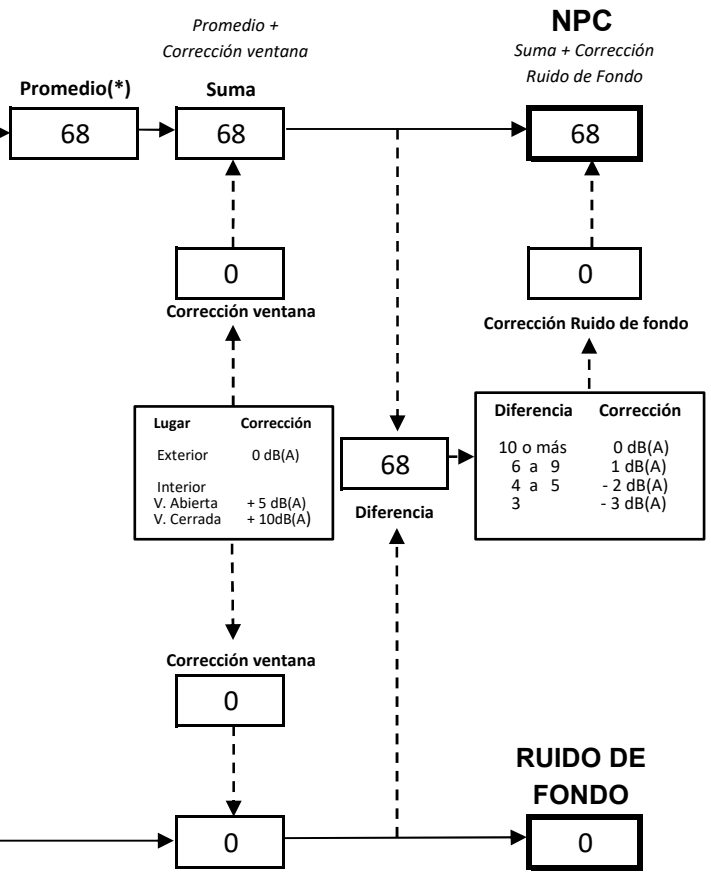 Promedio +
Corrección ventana
NPC
Suma + Corrección
Ruido de Fondo
Promedio(*)
Suma
68
68
68
0
0
Corrección ventana
Corrección Ruido de fondo
Lugar Corrección
Exterior 0 dB(A)
Interior
V. Abierta + 5 dB(A)
V. Cerrada + 10dB(A)
68
Diferencia
Diferencia Corrección
10 o más 0 dB(A)
6 a 9 1 dB(A)
4 a 5 - 2 dB(A)
3 - 3 dB(A)
Corrección ventana
0
RUIDO DE
FONDO
0
0